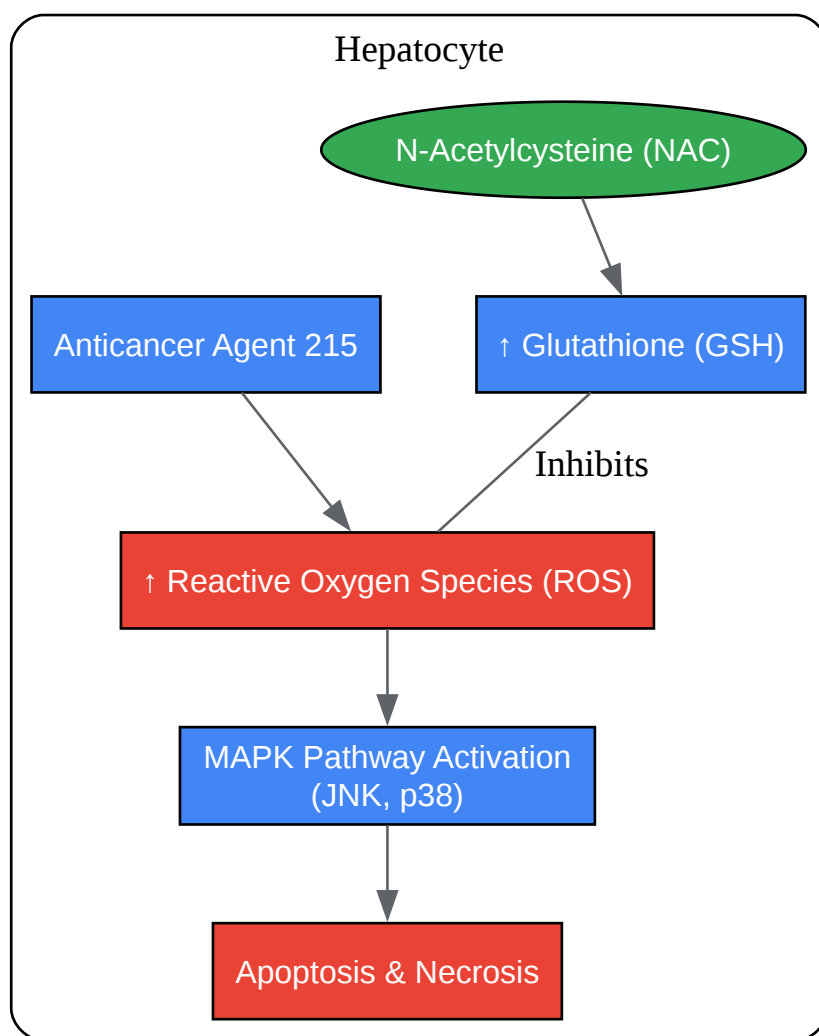 Hepatocyte
N-Acetylcysteine (NAC)
Anticancer Agent 215
↑ Glutathione (GSH)
Inhibits
↑ Reactive Oxygen Species (ROS)
MAPK Pathway Activation
(JNK, p38)
Apoptosis & Necrosis